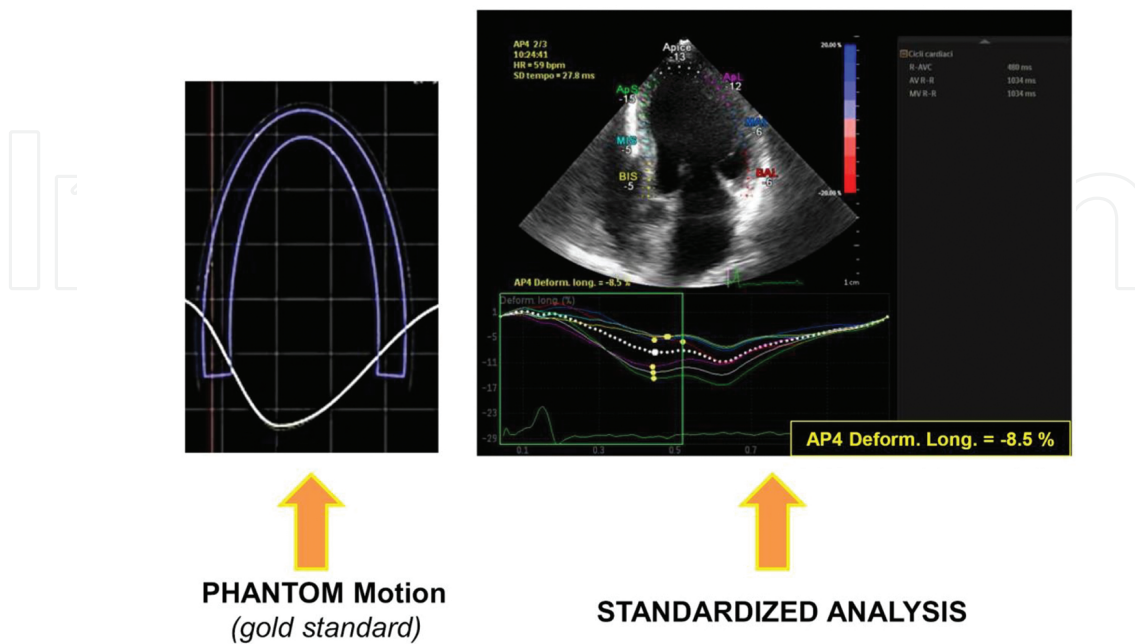 AP4 2/3
10:24:41
HR = 59 bpm
SD tempo = 27.8 ms
Apice
-13
ApS
-15
ApL
-12
MIS
-5
-6
BIS
-5
BAL
-6
20.00 %
-20.00 %
1 cm
Cicli cardiaci
R-AVC 480 ms
AV R-R 1034 ms
MV R-R 1034 ms
AP4 Deform. long. = -8.5 %
Deform. long. (%)
1
-5
-11
-17
-23
-29
0.1 0.3 0.5 0.7
AP4 Deform. Long. = -8.5 %
PHANTOM Motion
(gold standard)
STANDARDIZED ANALYSIS